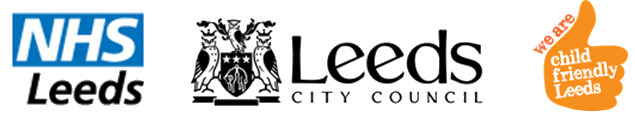 NHS
Leeds
Leeds
CITY COUNCIL
we are
child
friendly
Leeds